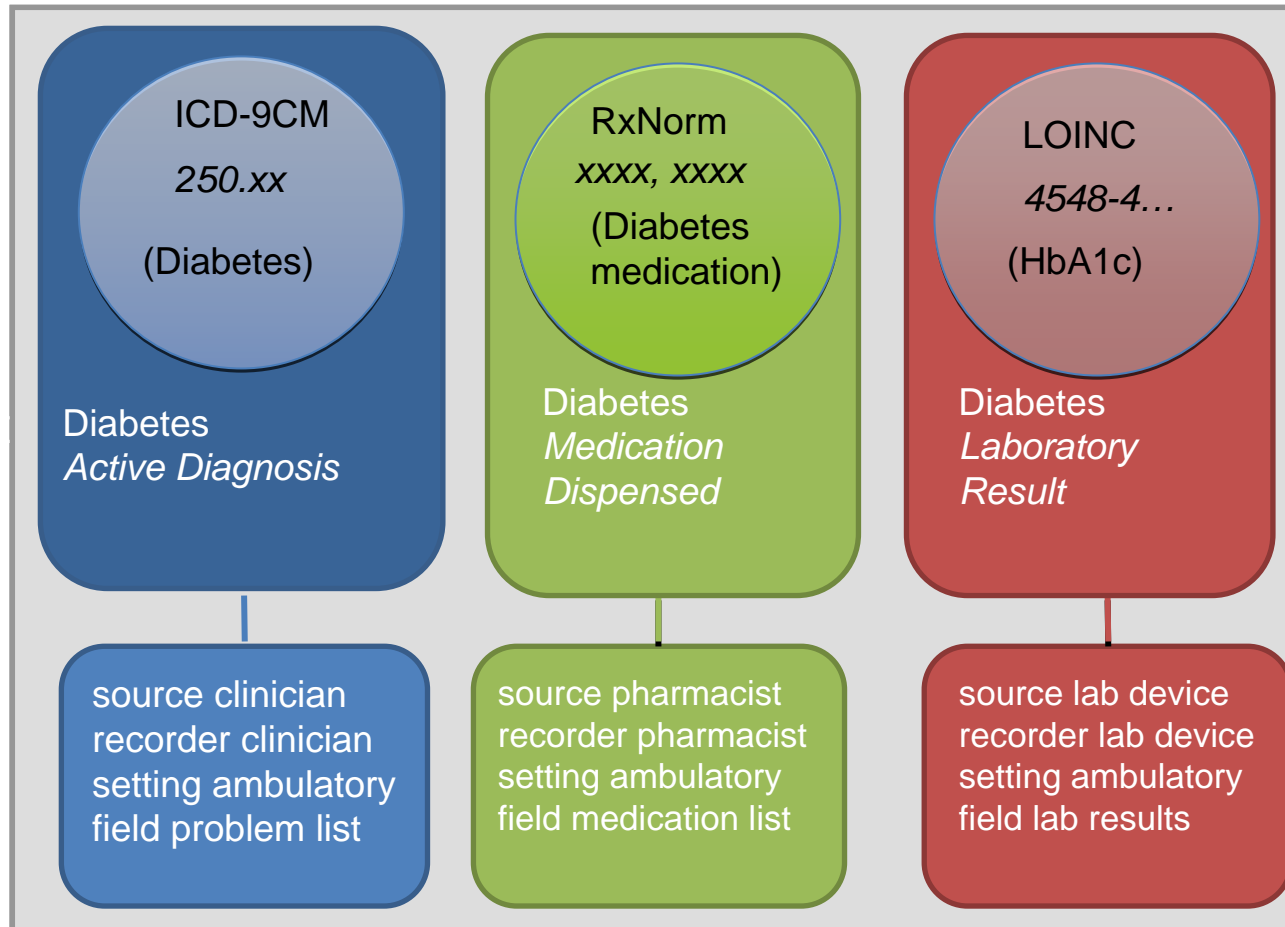 ICD-9CM
250.xx
(Diabetes)
Diabetes
Active Diagnosis
source clinician
recorder clinician
setting ambulatory
field problem list
RxNorm
xxxx, xxxx
(Diabetes
medication)
Diabetes
Medication
Dispensed
source pharmacist
recorder pharmacist
setting ambulatory
field medication list
LOINC
4548-4…
(HbA1c)
Diabetes
Laboratory
Result
source lab device
recorder lab device
setting ambulatory
field lab results